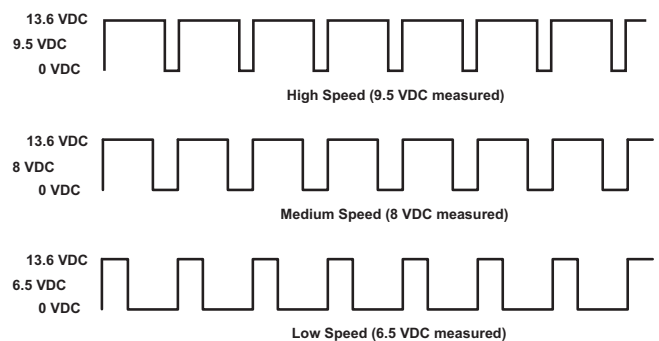 13.6 VDC
9.5 VDC
0 VDC
High Speed (9.5 VDC measured)
13.6 VDC
8 VDC
0 VDC
Medium Speed (8 VDC measured)
13.6 VDC
6.5 VDC
0 VDC
Low Speed (6.5 VDC measured)